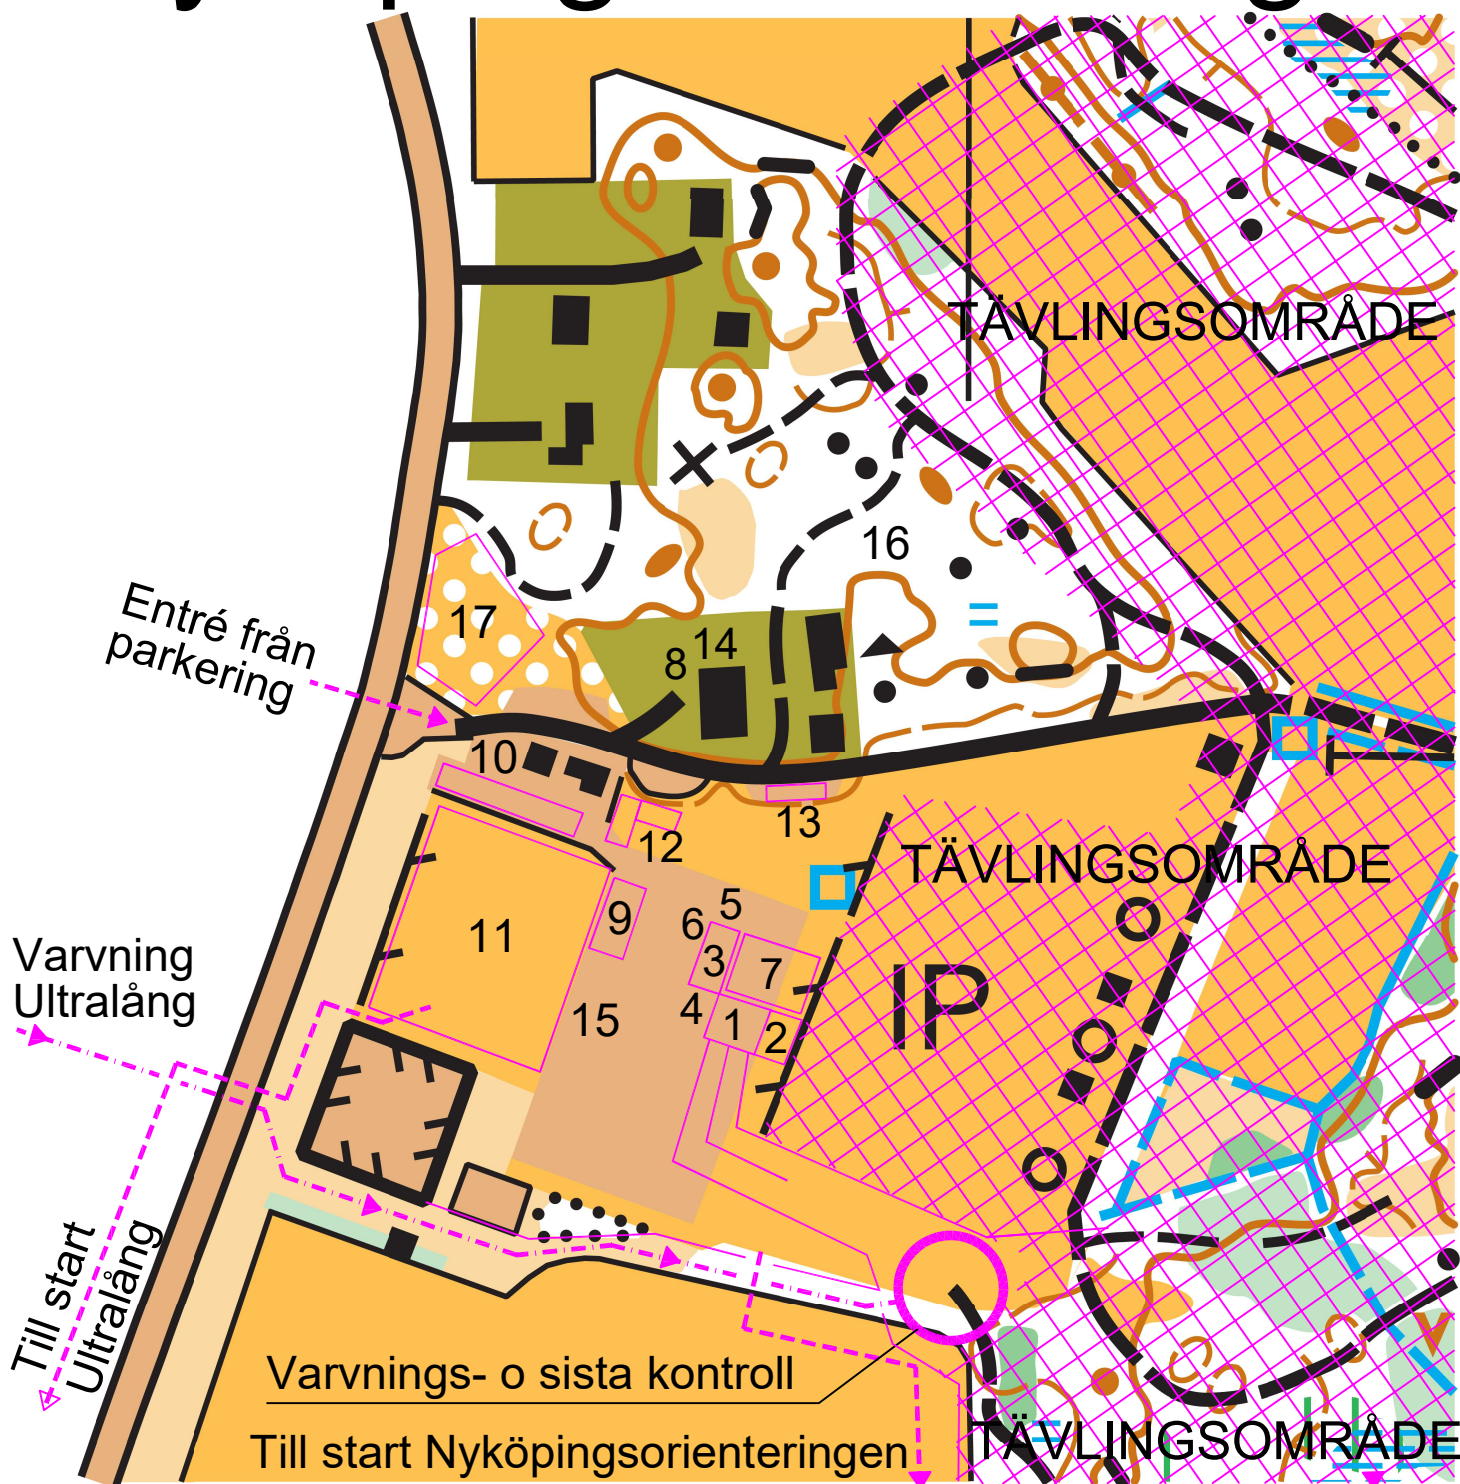 TÄVLINGSOMRÅDE
16
17
14
8
Entré från
parkering
10
13
12
TÄVLINGSOMRÅDE
5
6
9
11
3
7
IP
Varvning
Ultralång
4
1
2
15
Till start
Ultralång
Varvnings- o sista kontroll
Till start Nyköpingsorienteringen
TÄVLINGSOMRÅDE